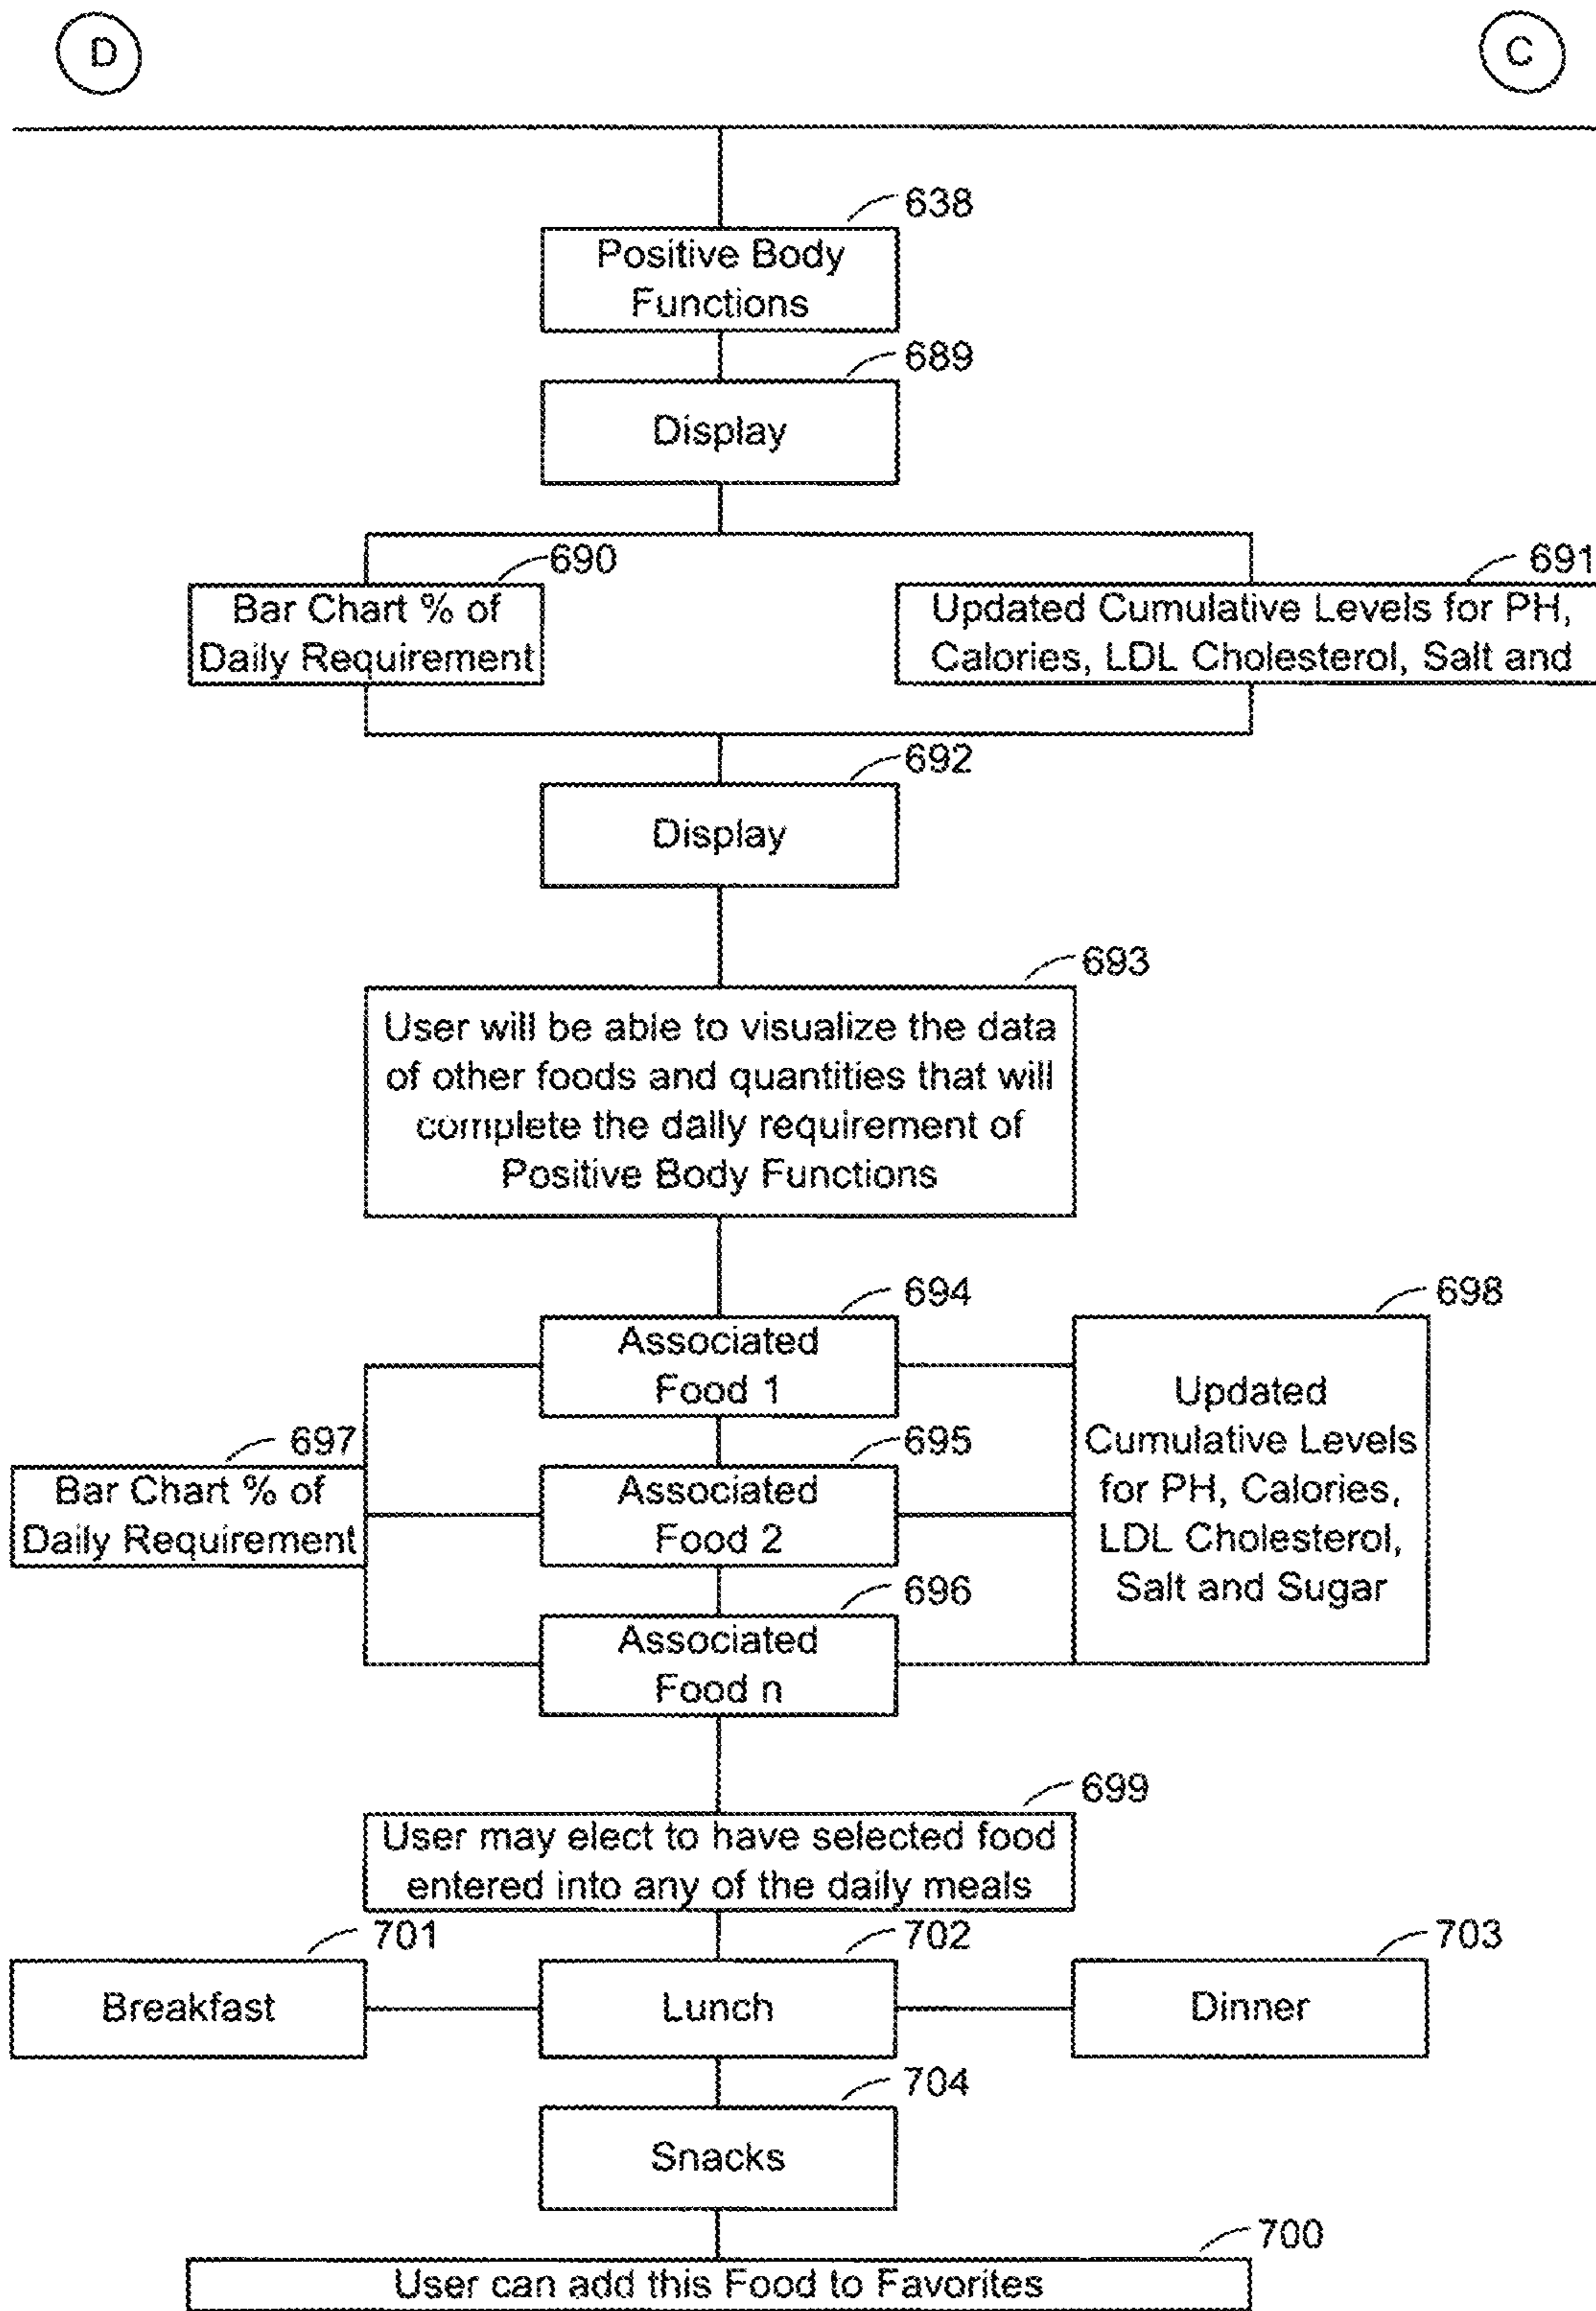 D
C
638
Positive Body
Functions
689
Display
690
Bar Chart % of
Daily Requirement
691
Updated Cumulative Levels for PH,
Calories, LDL Cholesterol, Salt and
692
Display
693
User will be able to visualize the data
of other foods and quantities that will
complete the daily requirement of
Positive Body Functions
694
Associated
Food 1
698
Updated
Cumulative Levels
for PH, Calories,
LDL Cholesterol,
Salt and Sugar
697
Bar Chart % of
Daily Requirement
695
Associated
Food 2
696
Associated
Food n
699
User may elect to have selected food
entered into any of the daily meals
701
Breakfast
702
Lunch
703
Dinner
704
Snacks
700
User can add this Food to Favorites